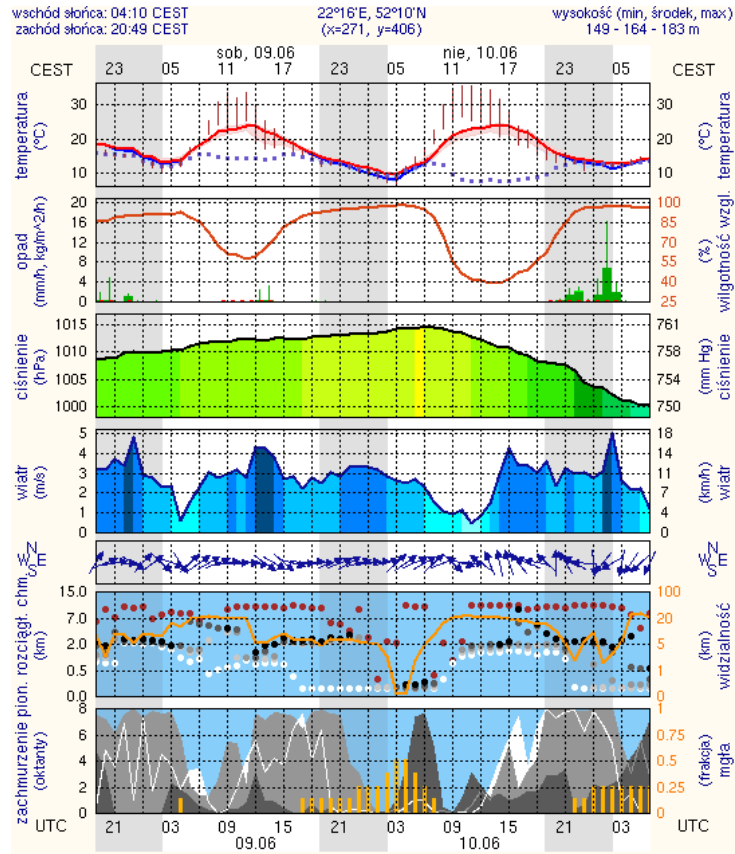 wschód słońca: 04:10 CEST 22°16'E, 52°10'N wysokość (min, środek, max)
zachód słońca: 20:49 CEST (x=271, y=406) 149 - 164 - 183 m
sob, 09.06 nie, 10.06
CEST 23 05 11 17 23 05 11 17 23 05 CEST
temperatura
(°C)
30
20
10
30
20
10
(°C)
temperatura
opad
(mm/h, kg/m^2/h)
20
16
12
8
4
0
100
85
70
55
40
25
(%)
wilgotność wzgl.
ciśnienie
(hPa)
1015
1010
1005
1000
761
758
754
750
(mm Hg)
ciśnienie
wiatr
(m/s)
5
4
3
2
1
0
18
14
11
7
4
0
(km/h)
wiatr
N
W E
S
N
W E
S
pion. rozciągł. chm.
(km)
15.0
7.0
2.0
0.5
0.0
100
20
5
1
0
(km)
widzialność
zachmurzenie
(oktanty)
8
6
4
2
0
1
0.75
0.5
0.25
0
(frakcja)
mgła
UTC 21 03 09 15 21 03 09 15 21 03 UTC
09.06 10.06